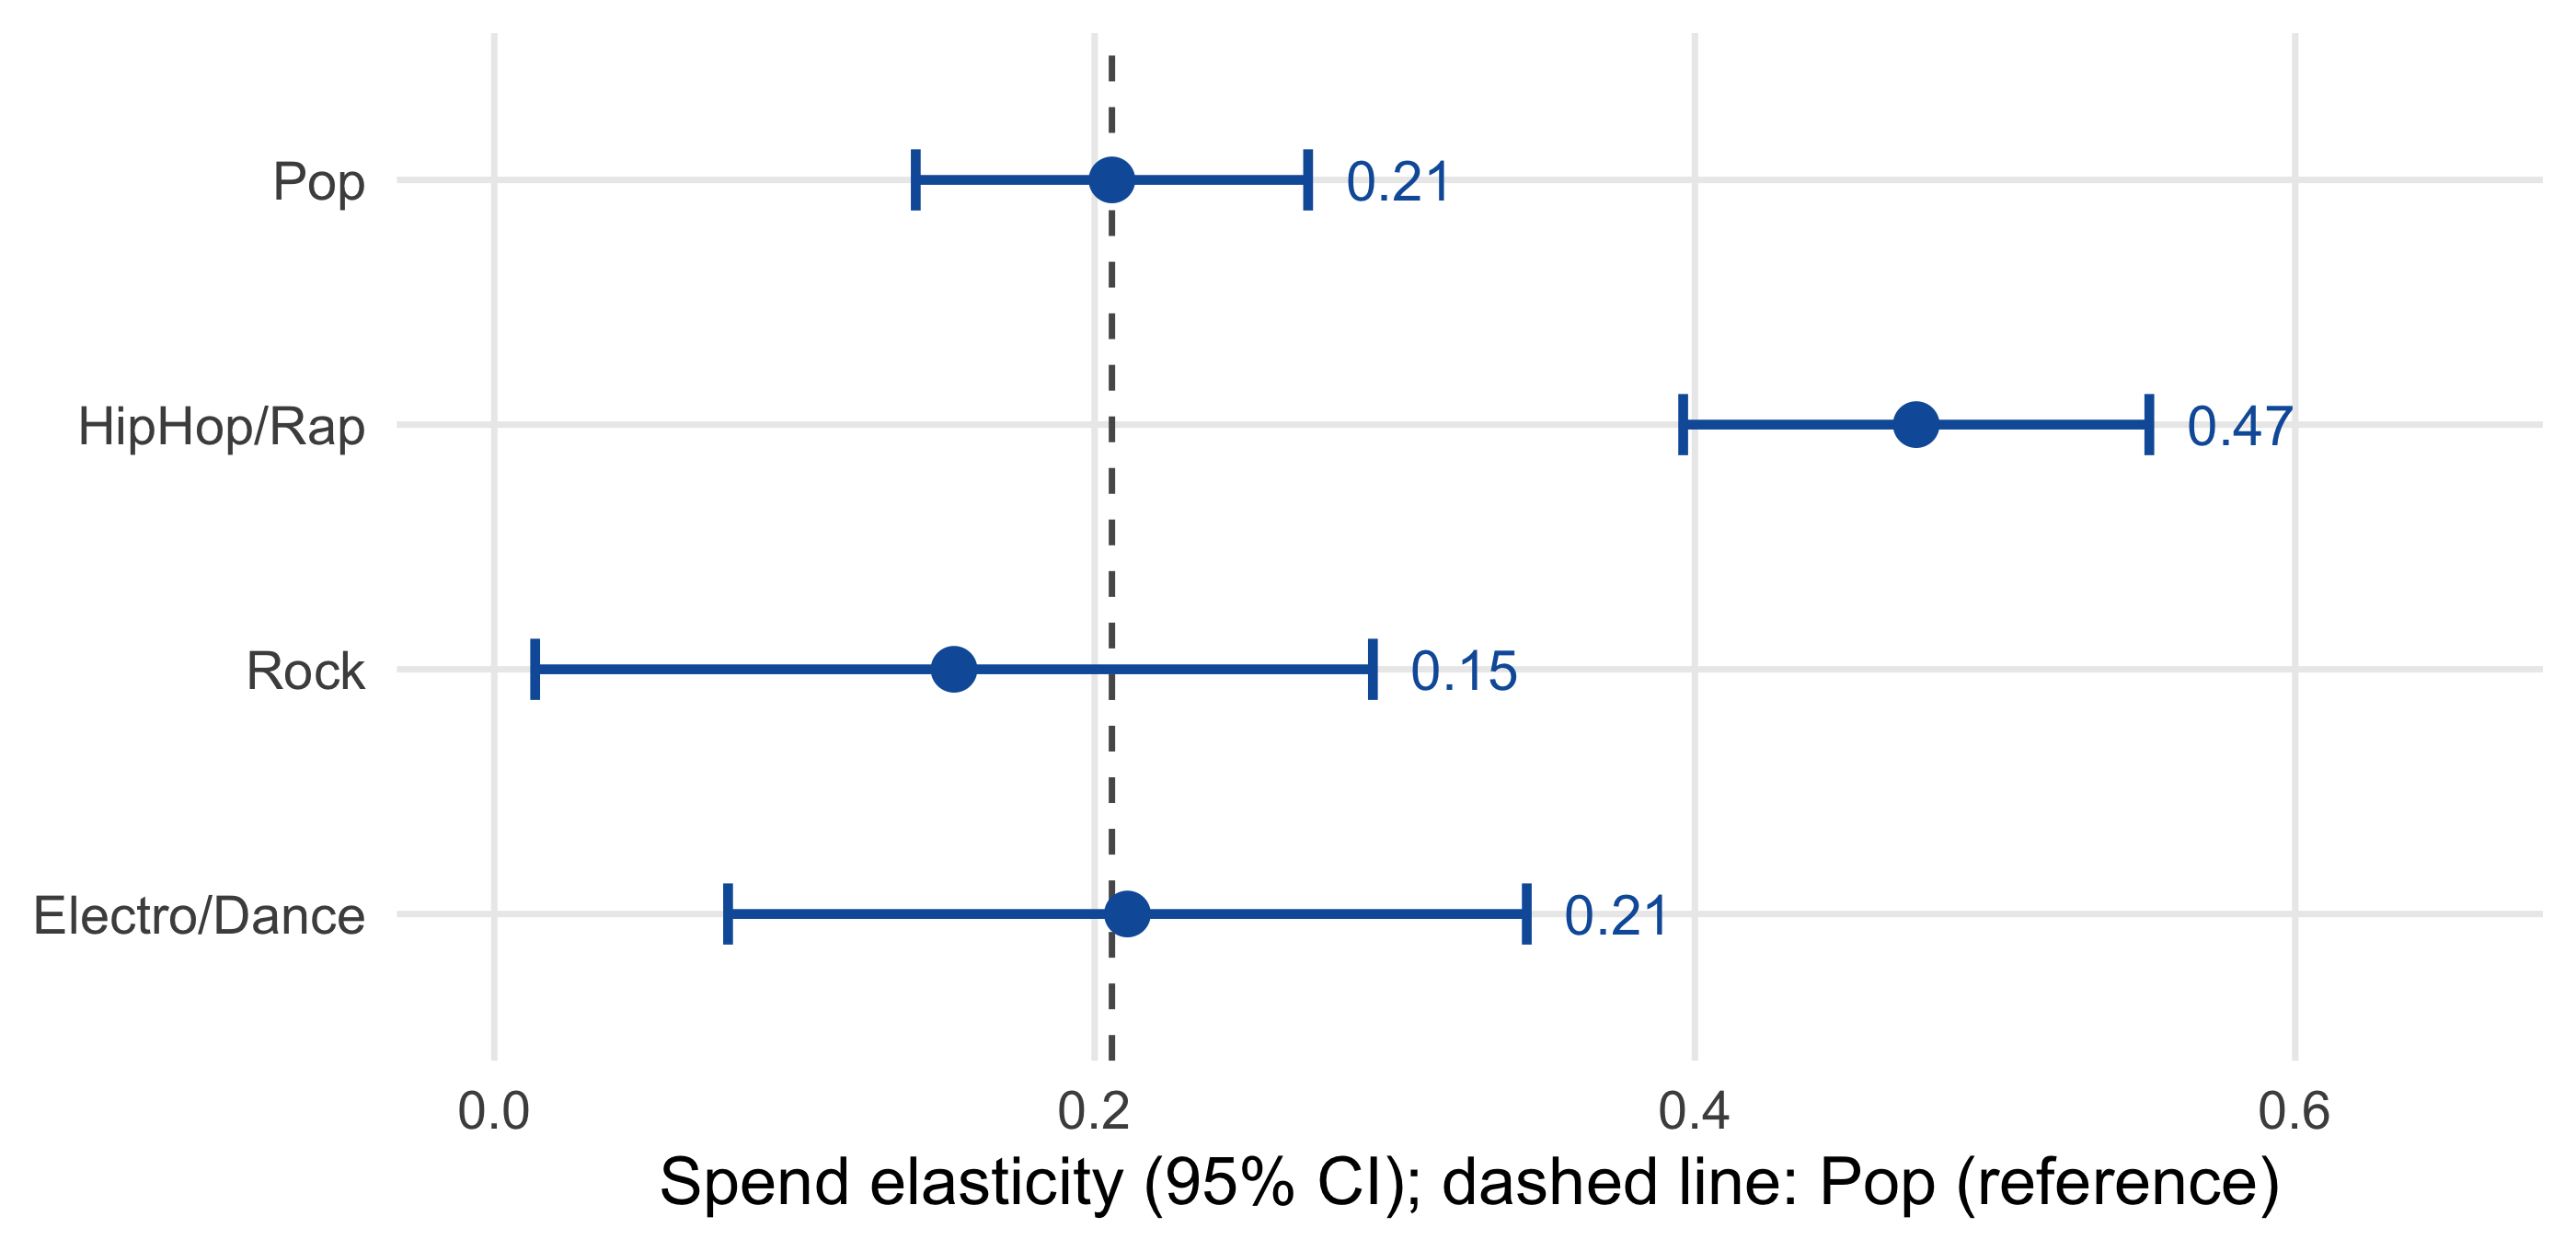 Pop
0.21
HipHop/Rap
0.47
Rock
0.15
Electro/Dance
0.21
0.0
0.2
0.4
0.6
Spend elasticity (95% CI); dashed line: Pop (reference)